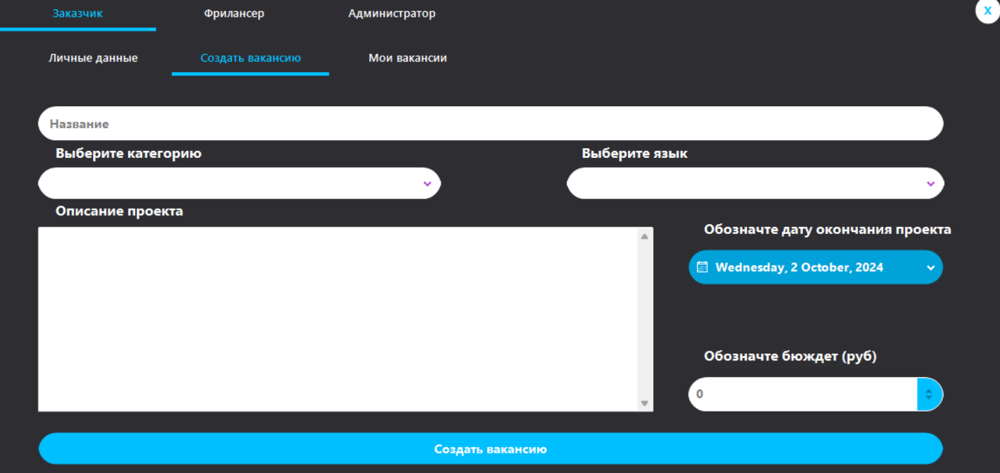 Заказчик Фрилансер Администратор X
Личные данные Создать вакансию Мои вакансии
Название
Выберите категорию Выберите язык
Описание проекта
Обозначте дату окончания проекта
Wednesday, 2 October, 2024
Обозначте бюждет (руб)
0
Создать вакансию